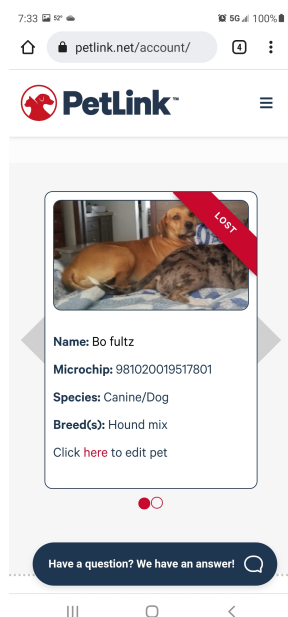 7:33 52° 5G 100%
petlink.net/account/ 4
PetLink™
LOST
Name: Bo fultz
Microchip: 981020019517801
Species: Canine/Dog
Breed(s): Hound mix
Click here to edit pet
Have a question? We have an answer!